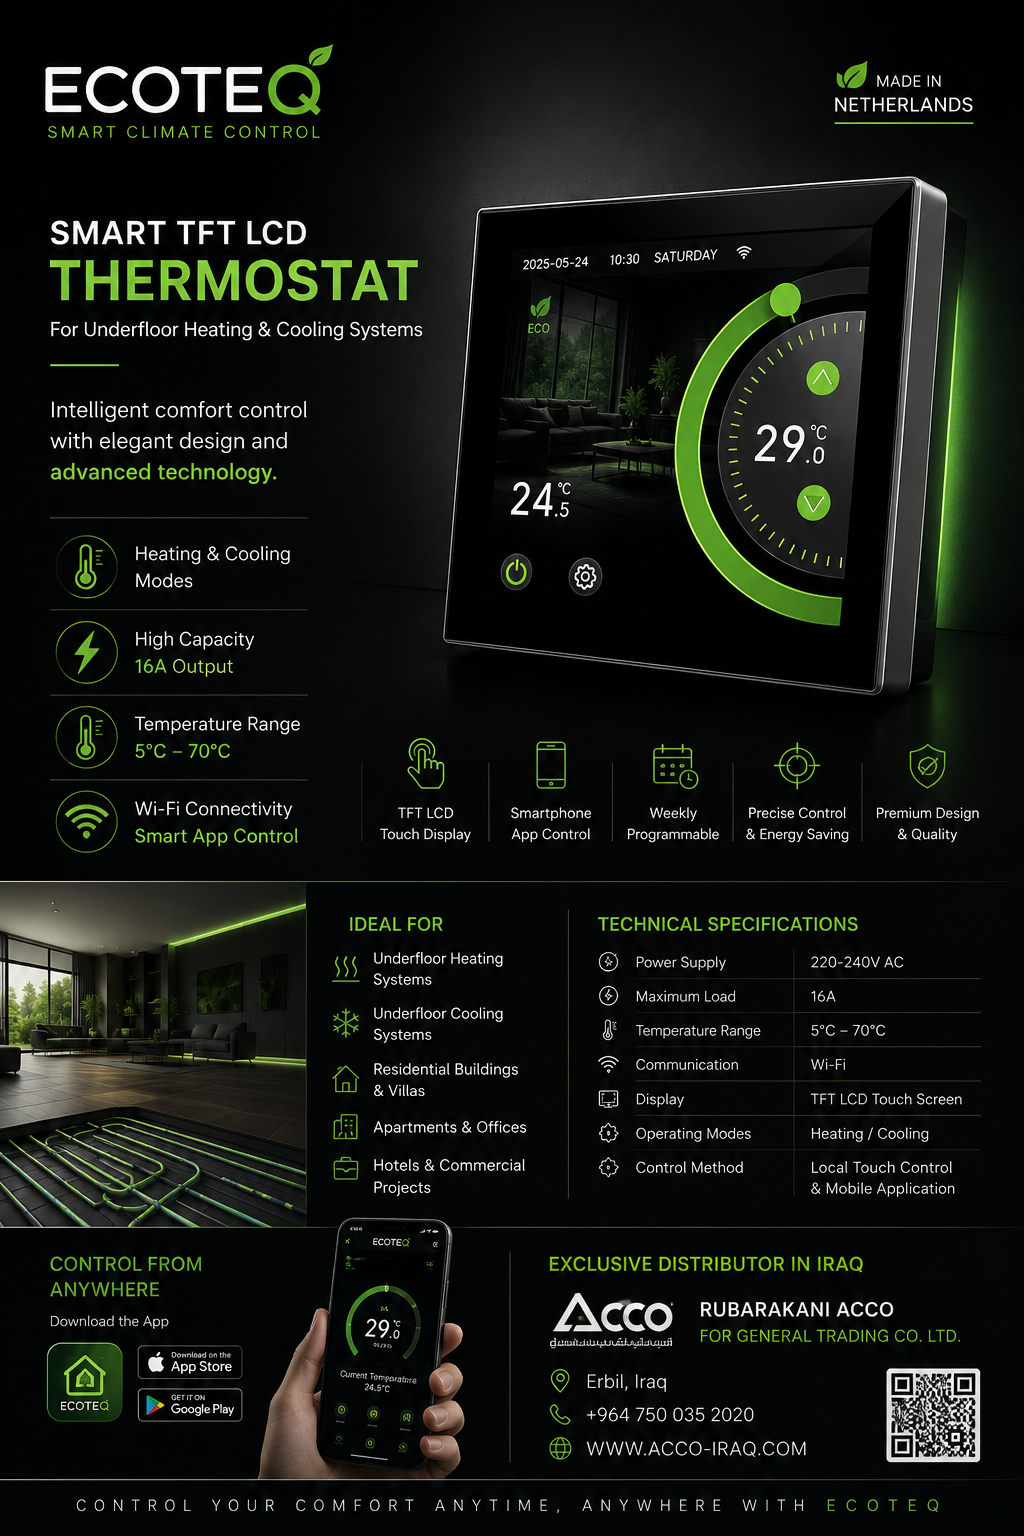 ECOTEQ
SMART CLIMATE CONTROL
MADE IN
NETHERLANDS
SMART TFT LCD
THERMOSTAT
For Underfloor Heating & Cooling Systems
Intelligent comfort control
with elegant design and
advanced technology.
Heating & Cooling
Modes
High Capacity
16A Output
Temperature Range
5°C – 70°C
Wi-Fi Connectivity
Smart App Control
2025-05-24 10:30 SATURDAY
ECO
29.0 °C
24.5 °C
TFT LCD
Touch Display
Smartphone
App Control
Weekly
Programmable
Precise Control
& Energy Saving
Premium Design
& Quality
IDEAL FOR
Underfloor Heating
Systems
Underfloor Cooling
Systems
Residential Buildings
& Villas
Apartments & Offices
Hotels & Commercial
Projects
TECHNICAL SPECIFICATIONS
Power Supply 220-240V AC
Maximum Load 16A
Temperature Range 5°C – 70°C
Communication Wi-Fi
Display TFT LCD Touch Screen
Operating Modes Heating / Cooling
Control Method Local Touch Control
& Mobile Application
CONTROL FROM
ANYWHERE
Download the App
ECOTEQ
Download on the
App Store
GET IT ON
Google Play
ECOTEQ
29.0 °C
Current Temperature
24.5°C
EXCLUSIVE DISTRIBUTOR IN IRAQ
ACCO
RUBARAKANI ACCO
FOR GENERAL TRADING CO. LTD.
Erbil, Iraq
+964 750 035 2020
WWW.ACCO-IRAQ.COM
CONTROL YOUR COMFORT ANYTIME, ANYWHERE WITH ECOTEQ